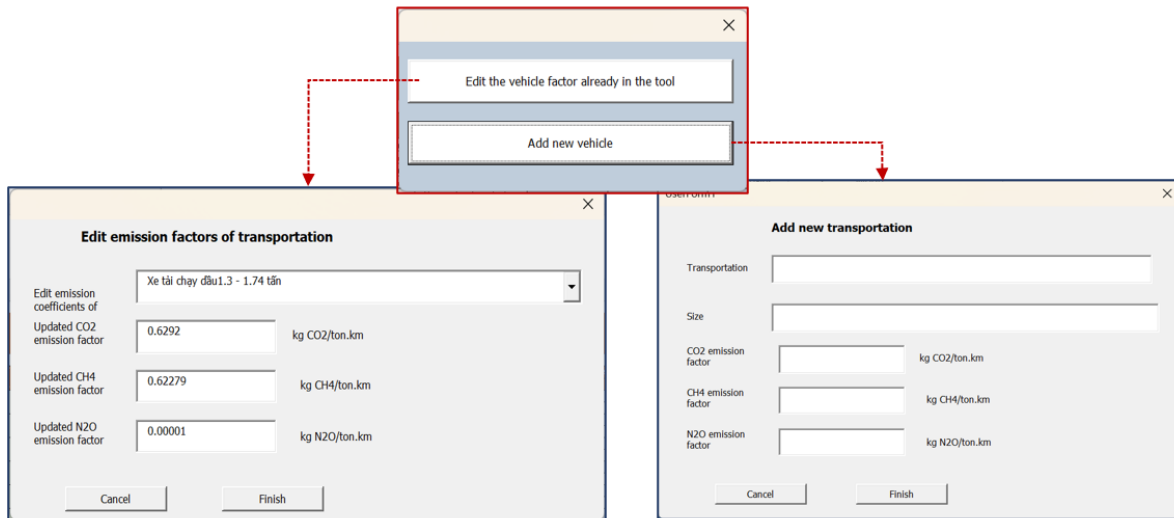 Edit the vehicle factor already in the tool
Add new vehicle
Edit emission factors of transportation
Edit emission
coefficients of
Xe tải chạy dầu1.3 - 1.74 tấn
Updated CO2
emission factor
0.6292
kg CO2/ton.km
Updated CH4
emission factor
0.62279
kg CH4/ton.km
Updated N2O
emission factor
0.00001
kg N2O/ton.km
Cancel
Finish
UserForm1
Add new transportation
Transportation
Size
CO2 emission
factor
kg CO2/ton.km
CH4 emission
factor
kg CH4/ton.km
N2O emission
factor
kg N2O/ton.km
Cancel
Finish